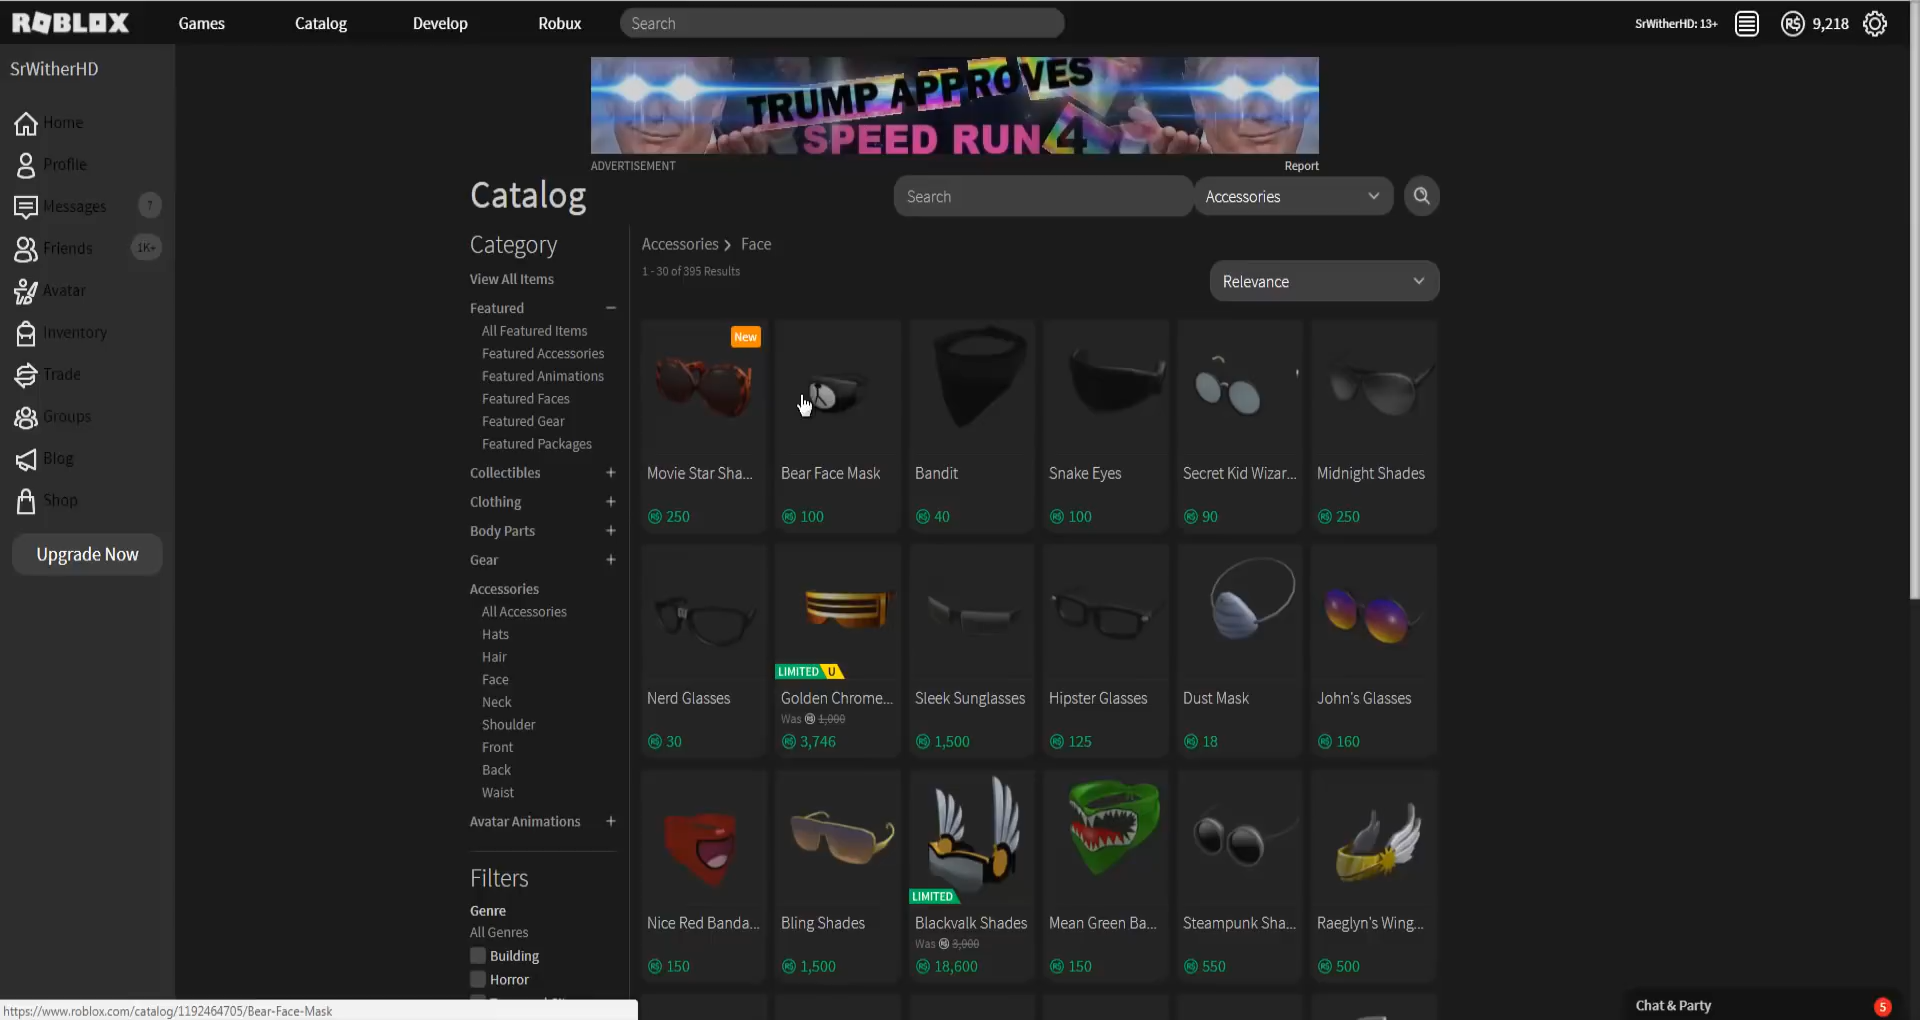 ROBLOX
Games
Catalog
Develop
Robux
Search
SrWitherHD: 13+
R$ 9,218
SrWitherHD
Home
Profile
Messages
?
Friends
1K+
Avatar
Inventory
Trade
Groups
Blog
Shop
Upgrade Now
TRUMP APPROVES
SPEED RUN 4
ADVERTISEMENT
Report
Catalog
Search
Accessories
Category
View All Items
Featured −
All Featured Items
Featured Accessories
Featured Animations
Featured Faces
Featured Gear
Featured Packages
Collectibles +
Clothing +
Body Parts +
Gear +
Accessories
All Accessories
Hats
Hair
Face
Neck
Shoulder
Front
Back
Waist
Avatar Animations +
Filters
Genre
All Genres
Building
Horror
Accessories > Face
1 - 30 of 395 Results
Relevance
New
Movie Star Sha...
R$ 250
Bear Face Mask
R$ 100
Bandit
R$ 40
Snake Eyes
R$ 100
Secret Kid Wizar...
R$ 90
Midnight Shades
R$ 250
Nerd Glasses
R$ 30
LIMITED U
Golden Chrome...
Was R$ 1,000
R$ 3,746
Sleek Sunglasses
R$ 1,500
Hipster Glasses
R$ 125
Dust Mask
R$ 18
John's Glasses
R$ 160
Nice Red Banda...
R$ 150
Bling Shades
R$ 1,500
LIMITED
Blackvalk Shades
Was R$ 3,000
R$ 18,600
Mean Green Ba...
R$ 150
Steampunk Sha...
R$ 550
Raeglyn's Wing...
R$ 500
https://www.roblox.com/catalog/1192464705/Bear-Face-Mask
Chat & Party
5